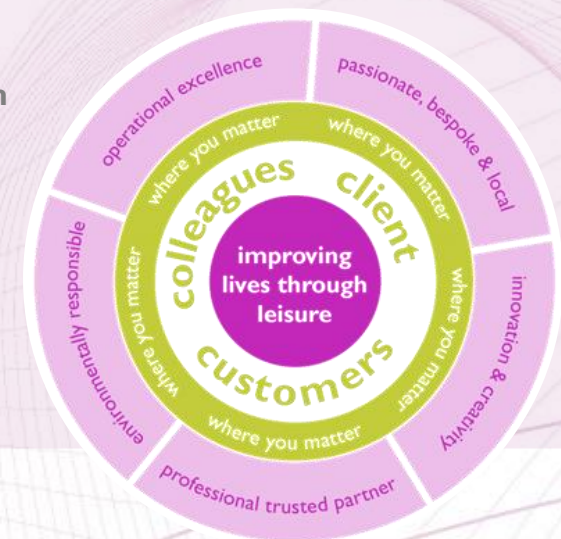 n
operational excellence
passionate, bespoke & local
innovation & creativity
professional trusted partner
environmentally responsible
where you matter
where you matter
where you matter
where you matter
where you matter
colleagues
client
customers
improving
lives through
leisure